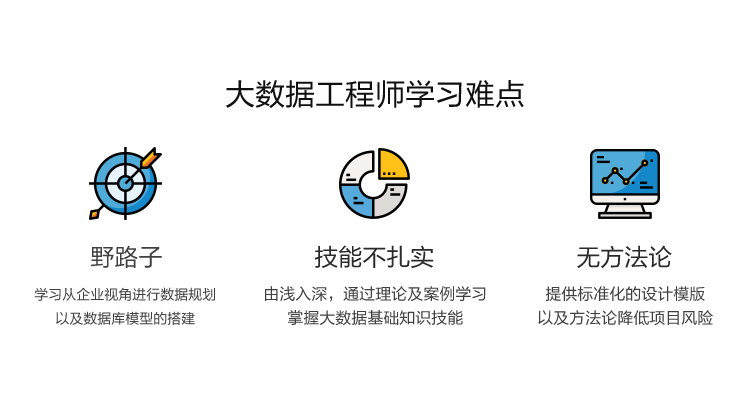 大数据工程师学习难点
野路子
学习从企业视角进行数据规划
以及数据库模型的搭建
技能不扎实
由浅入深，通过理论及案例学习
掌握大数据基础知识技能
无方法论
提供标准化的设计模版
以及方法论降低项目风险